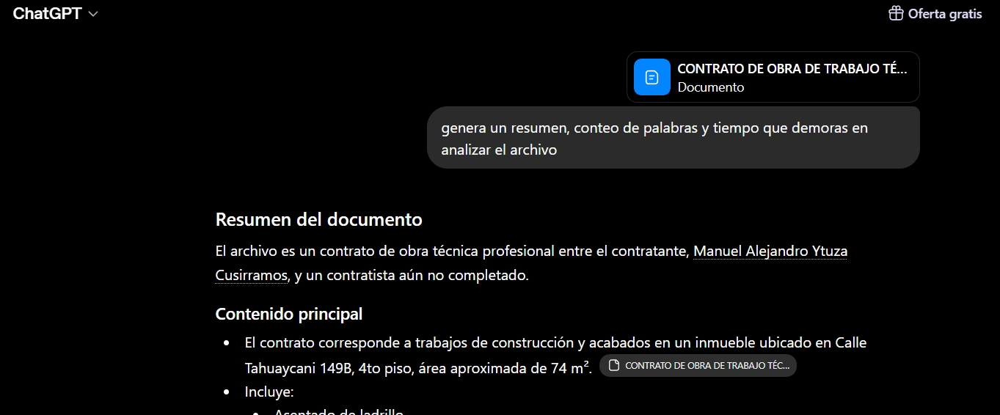 ChatGPT
Oferta gratis
CONTRATO DE OBRA DE TRABAJO TÉ...
Documento
genera un resumen, conteo de palabras y tiempo que demoras en
analizar el archivo
Resumen del documento
El archivo es un contrato de obra técnica profesional entre el contratante, Manuel Alejandro Ytuza
Cusirramos, y un contratista aún no completado.
Contenido principal
• El contrato corresponde a trabajos de construcción y acabados en un inmueble ubicado en Calle
Tahuaycani 149B, 4to piso, área aproximada de 74 m². CONTRATO DE OBRA DE TRABAJO TÉC...
• Incluye:
• Asentado de ladrillo